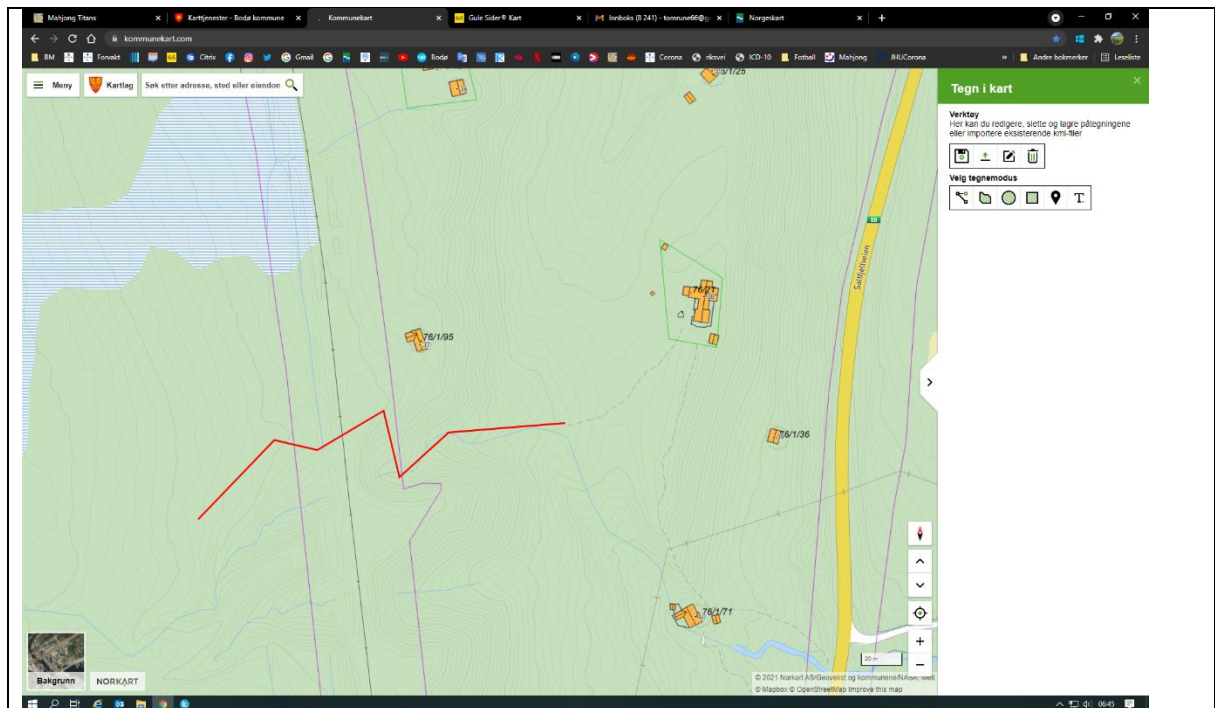 Mahjong Titans
Karttjenester - Bodø kommune
Kommunekart
Gule Sider® Kart
Innboks (8 241) - tomrune66@g
Norgeskart
kommunekart.com
BM
Forvakt
Citrix
Gmail
Bodø
Corona
riksvei
ICD-10
Fotball
Mahjong
JHUCorona
Andre bokmerker
Leseliste
Meny
Kartlag
Søk etter adresse, sted eller eiendom
Tegn i kart
Verktøy
Her kan du redigere, slette og lagre påtegningene
eller importere eksisterende kml-filer
Velg tegnemodus
T
76/21
Saltfjellveien
76/1/95
76/1/36
76/1/71
20 m
Bakgrunn
NORKART
© 2021 Norkart AS/Geovekst og kommunene/NASA, Meti
© Mapbox © OpenStreetMap Improve this map
06:45